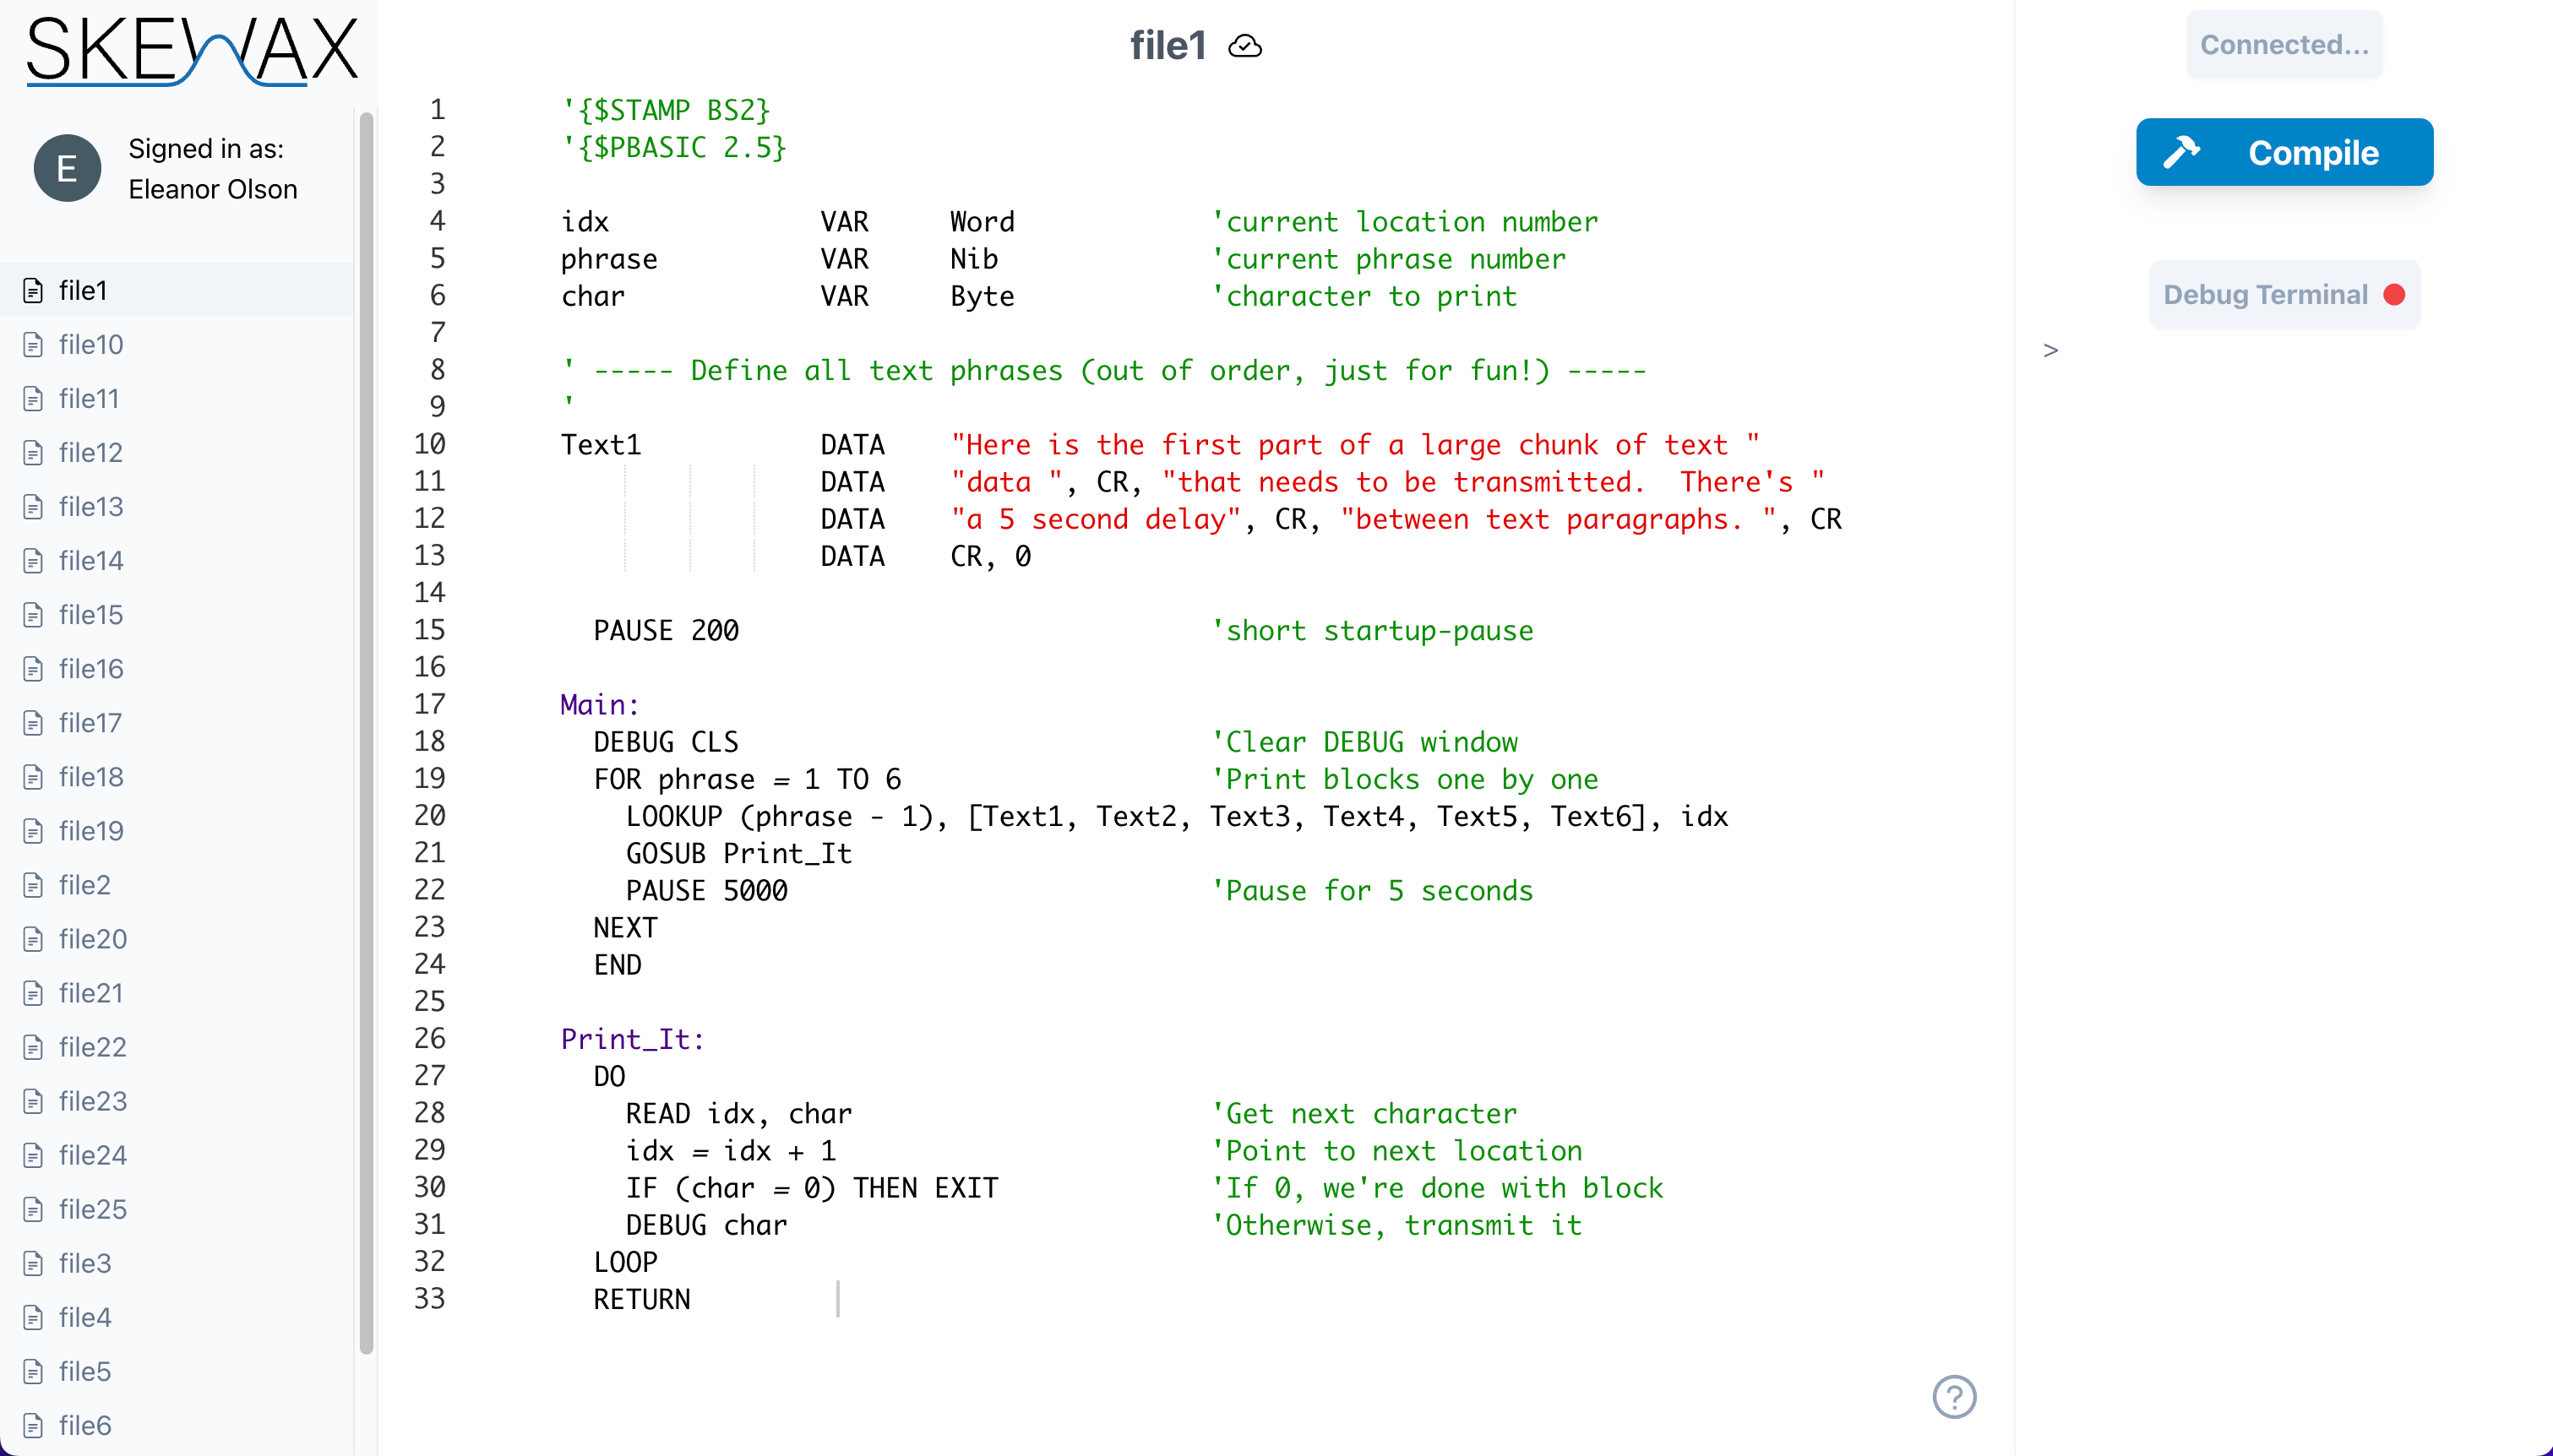 SKEWAX
E
Signed in as:
Eleanor Olson
file1
file10
file11
file12
file13
file14
file15
file16
file17
file18
file19
file2
file20
file21
file22
file23
file24
file25
file3
file4
file5
file6
file1
1 '{$STAMP BS2}
2 '{$PBASIC 2.5}
3
4 idx VAR Word 'current location number
5 phrase VAR Nib 'current phrase number
6 char VAR Byte 'character to print
7
8 ' ----- Define all text phrases (out of order, just for fun!) -----
9 '
10 Text1 DATA "Here is the first part of a large chunk of text "
11 DATA "data ", CR, "that needs to be transmitted.  There's "
12 DATA "a 5 second delay", CR, "between text paragraphs. ", CR
13 DATA CR, 0
14
15 PAUSE 200 'short startup-pause
16
17 Main:
18 DEBUG CLS 'Clear DEBUG window
19 FOR phrase = 1 TO 6 'Print blocks one by one
20 LOOKUP (phrase - 1), [Text1, Text2, Text3, Text4, Text5, Text6], idx
21 GOSUB Print_It
22 PAUSE 5000 'Pause for 5 seconds
23 NEXT
24 END
25
26 Print_It:
27 DO
28 READ idx, char 'Get next character
29 idx = idx + 1 'Point to next location
30 IF (char = 0) THEN EXIT 'If 0, we're done with block
31 DEBUG char 'Otherwise, transmit it
32 LOOP
33 RETURN
?
Connected...
Compile
Debug Terminal
>